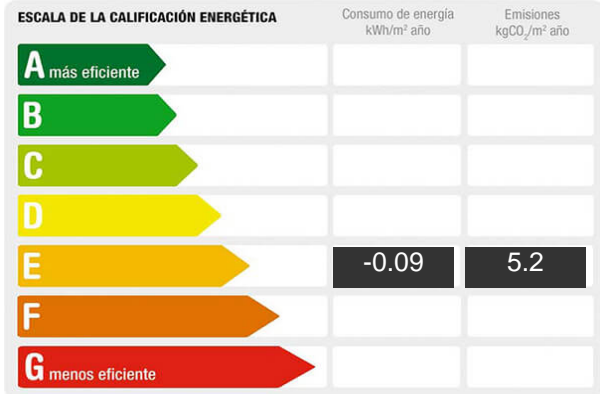 ESCALA DE LA CALIFICACIÓN ENERGÉTICA
Consumo de energía
kWh/m² año
Emisiones
kgCO₂/m² año
A más eficiente
B
C
D
E
-0.09
5.2
F
G menos eficiente